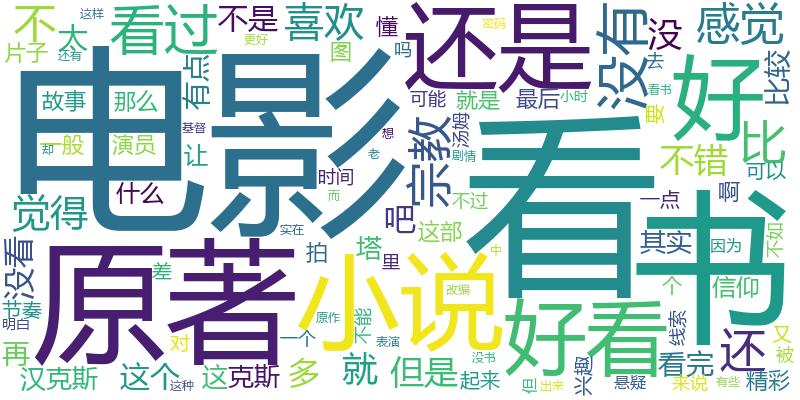 不
太
看过
不是
喜欢
懂
还是
没有
没
感觉
密码
这样
还有
片子
更好
想
图
吗
去
看书
比较
有点
电影
故事
那么
可能
就是
最后
小时
好
要
比
一般
演员
基督
却
让
老
宗教
汤姆
剧情
看
不错
什么
时间
而
觉得
吧
不过
书
一点
啊
可以
没看
实在
拍
塔
里
这部
中
其实
因为
不如
原著
小说
差
个
信仰
节奏
明白
对
一个
原作
不能
改编
表演
好看
线索
还
又
被
再
汉克斯
这个
这
克斯
多
就
但是
没书
起来
但
出来
兴趣
悬疑
看完
来说
有些
精彩
这种